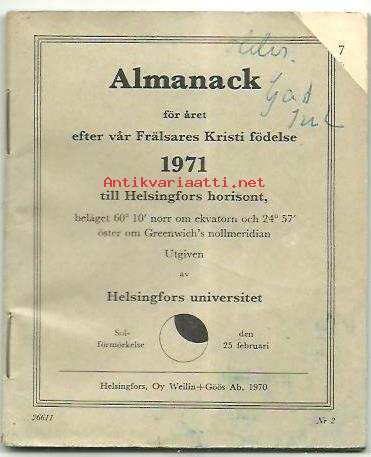 7
God
Jul
Almanack
för året
efter vår Frälsares Kristi födelse
1971
Antikvariaatti.net
till Helsingfors horisont,
beläget 60° 10′ norr om ekvatorn och 24° 57′
öster om Greenwich's nollmeridian
Utgiven
av
Helsingfors universitet
Sol- den
förmörkelse 25 februari
Helsingfors, Oy Weilin+Göös Ab, 1970
26611 Nr 2